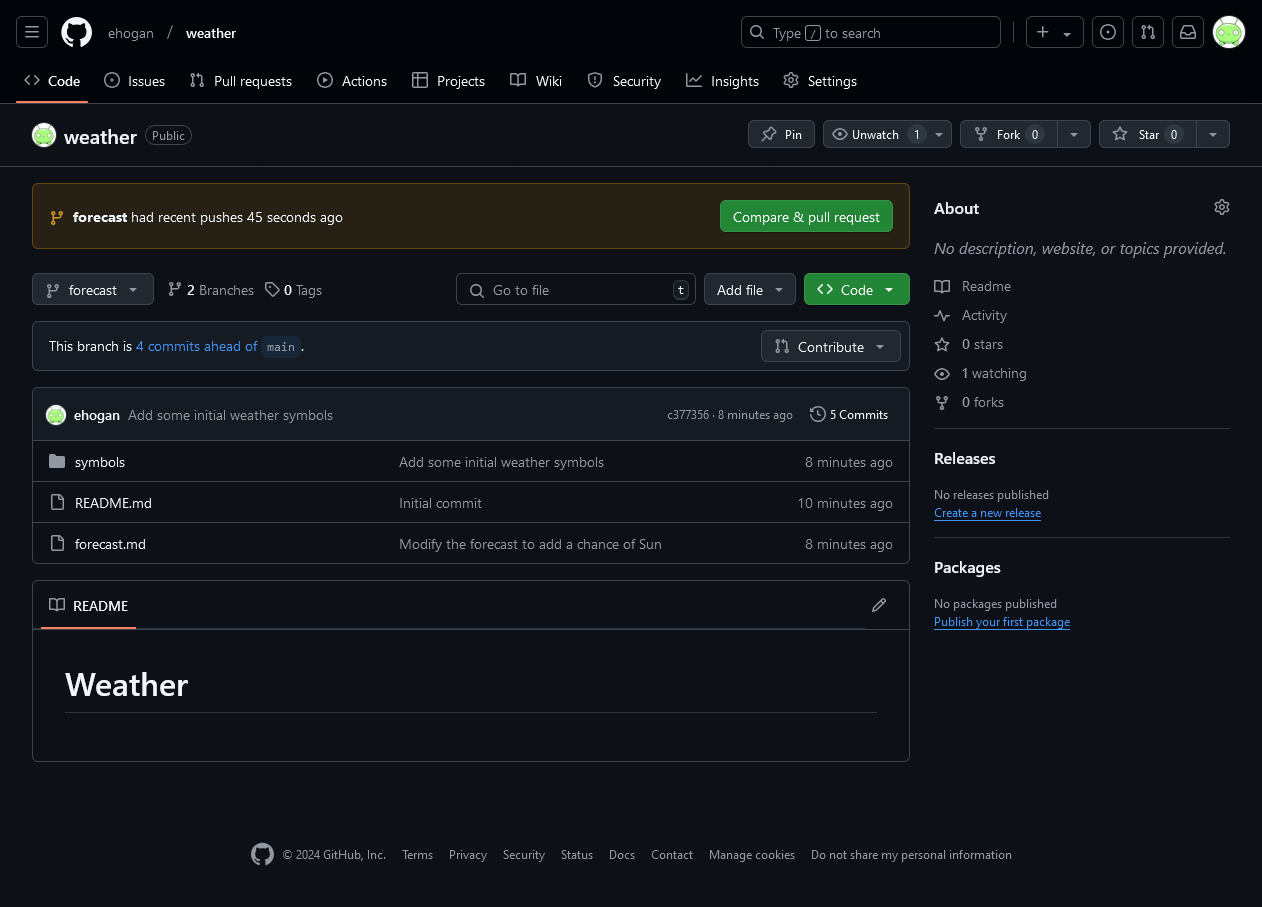 ehogan / weather Type / to search
Code Issues Pull requests Actions Projects Wiki Security Insights Settings
weather Public Pin Unwatch 1 Fork 0 Star 0
forecast had recent pushes 45 seconds ago Compare & pull request
About
No description, website, or topics provided.
forecast 2 Branches 0 Tags Go to file t Add file Code
Readme
Activity
0 stars
1 watching
0 forks
This branch is 4 commits ahead of main. Contribute
ehogan Add some initial weather symbols c377356 · 8 minutes ago 5 Commits
symbols Add some initial weather symbols 8 minutes ago
README.md Initial commit 10 minutes ago
forecast.md Modify the forecast to add a chance of Sun 8 minutes ago
Releases
No releases published
Create a new release
Packages
No packages published
Publish your first package
README
Weather
© 2024 GitHub, Inc. Terms Privacy Security Status Docs Contact Manage cookies Do not share my personal information